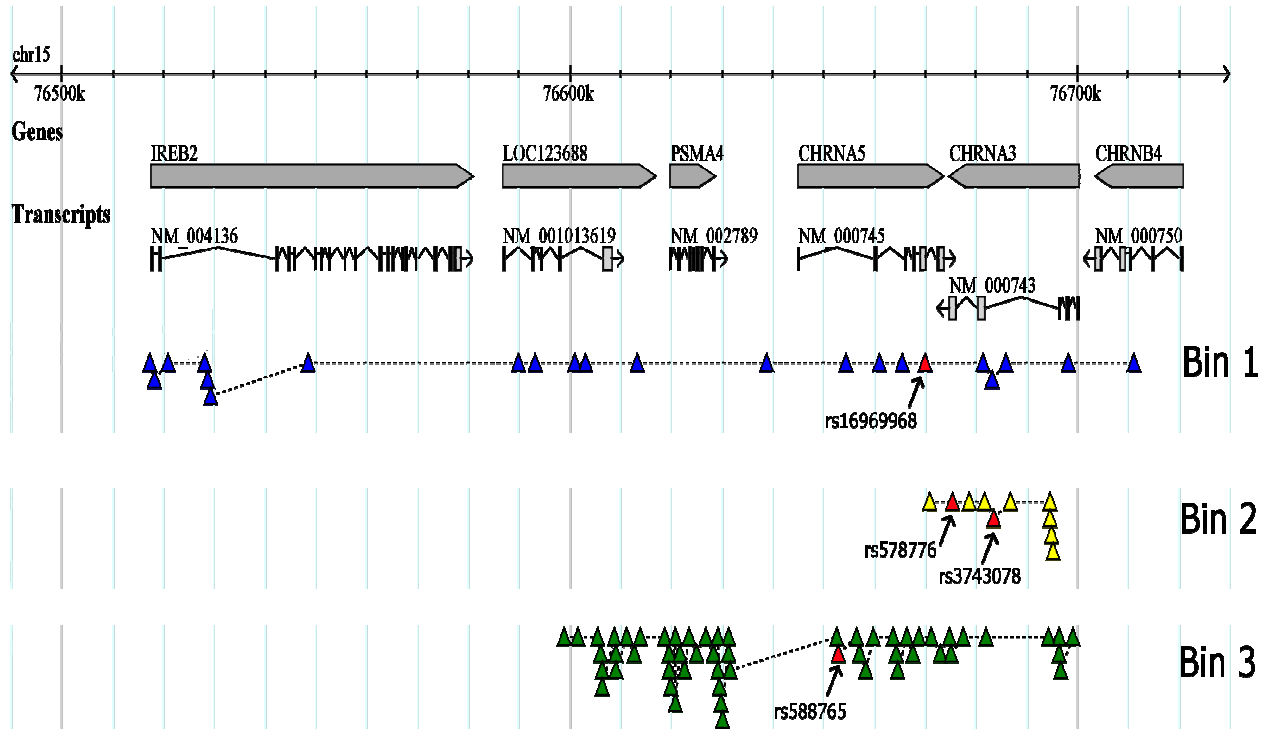 chr15
76500k 76600k 76700k
Genes
IREB2 LOC123688 PSMA4 CHRNA5 CHRNA3 CHRNB4
Transcripts
NM_004136 NM_001013619 NM_002789 NM_000745 NM_000750
NM_000743
Bin 1
rs16969968
Bin 2
rs578776
rs3743078
Bin 3
rs588765